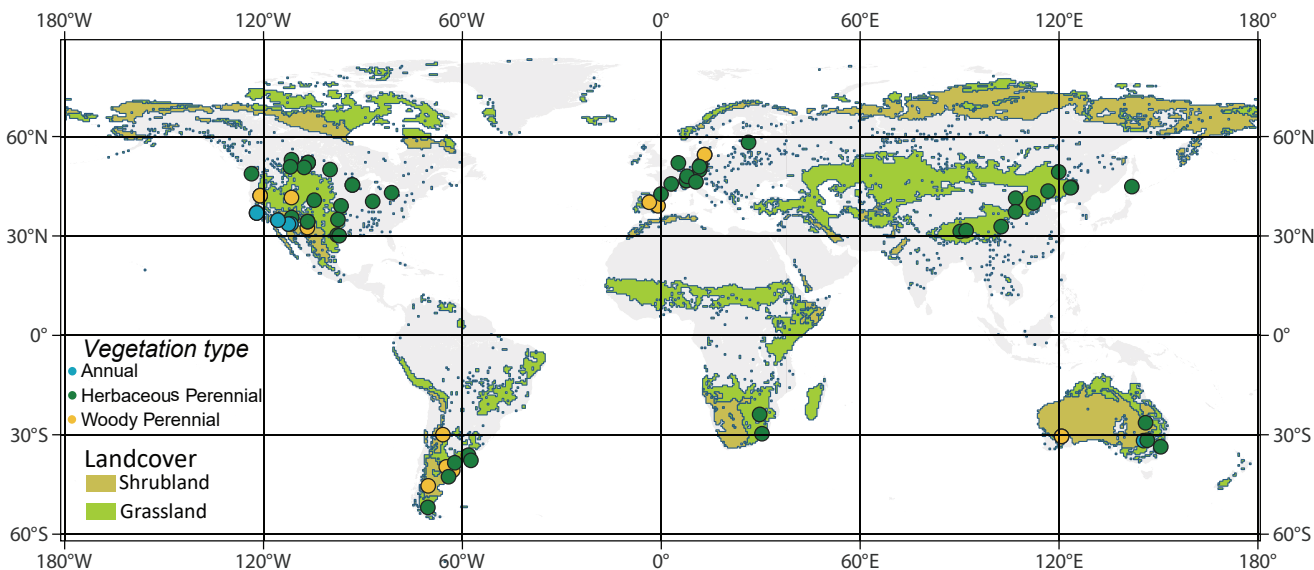 180°W 120°W 60°W 0° 60°E 120°E 180°
60°N 60°N
30°N 30°N
0° 0°
Vegetation type
Annual
Herbaceous Perennial
Woody Perennial
30°S 30°S
Landcover
Shrubland
Grassland
60°S 60°S
180°W 120°W 60°W 0° 60°E 120°E 180°